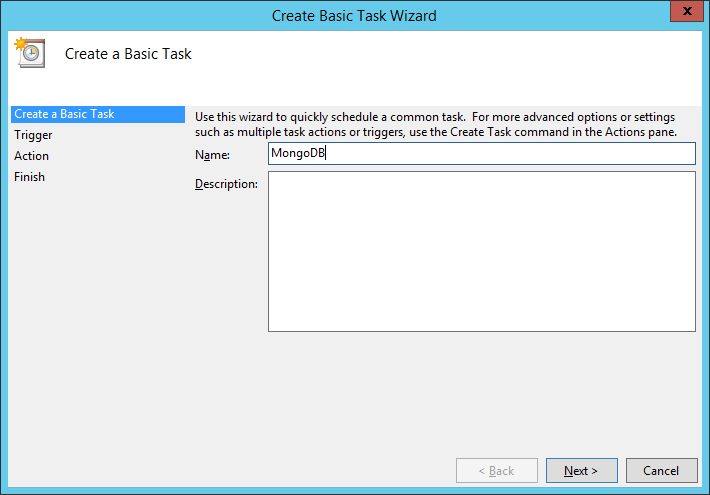 Create Basic Task Wizard
x
Create a Basic Task
Create a Basic Task
Trigger
Action
Finish
Use this wizard to quickly schedule a common task.  For more advanced options or settings
such as multiple task actions or triggers, use the Create Task command in the Actions pane.
Name: MongoDB
Description:
< Back Next > Cancel